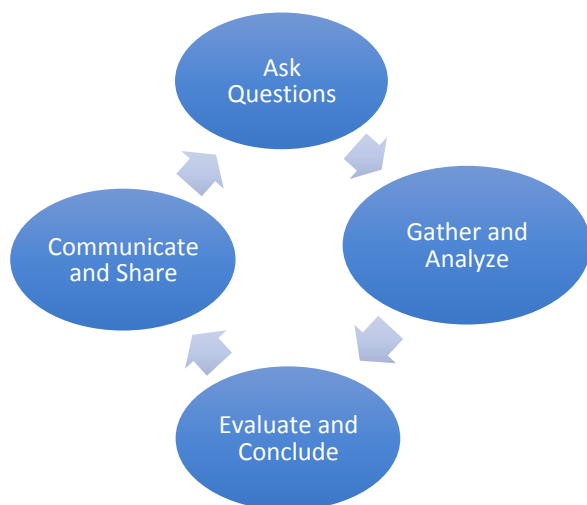 Ask
Questions
Gather and
Analyze
Evaluate and
Conclude
Communicate
and Share